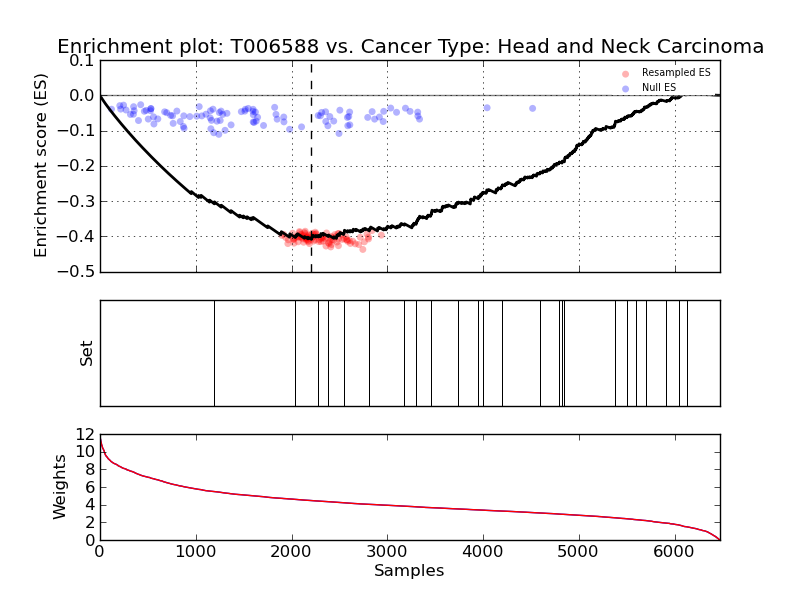 Enrichment plot: T006588 vs. Cancer Type: Head and Neck Carcinoma
0.1
0.0
−0.1
−0.2
−0.3
−0.4
−0.5
Enrichment score (ES)
Resampled ES
Null ES
Set
12
10
8
6
4
2
0
Weights
0 1000 2000 3000 4000 5000 6000
Samples